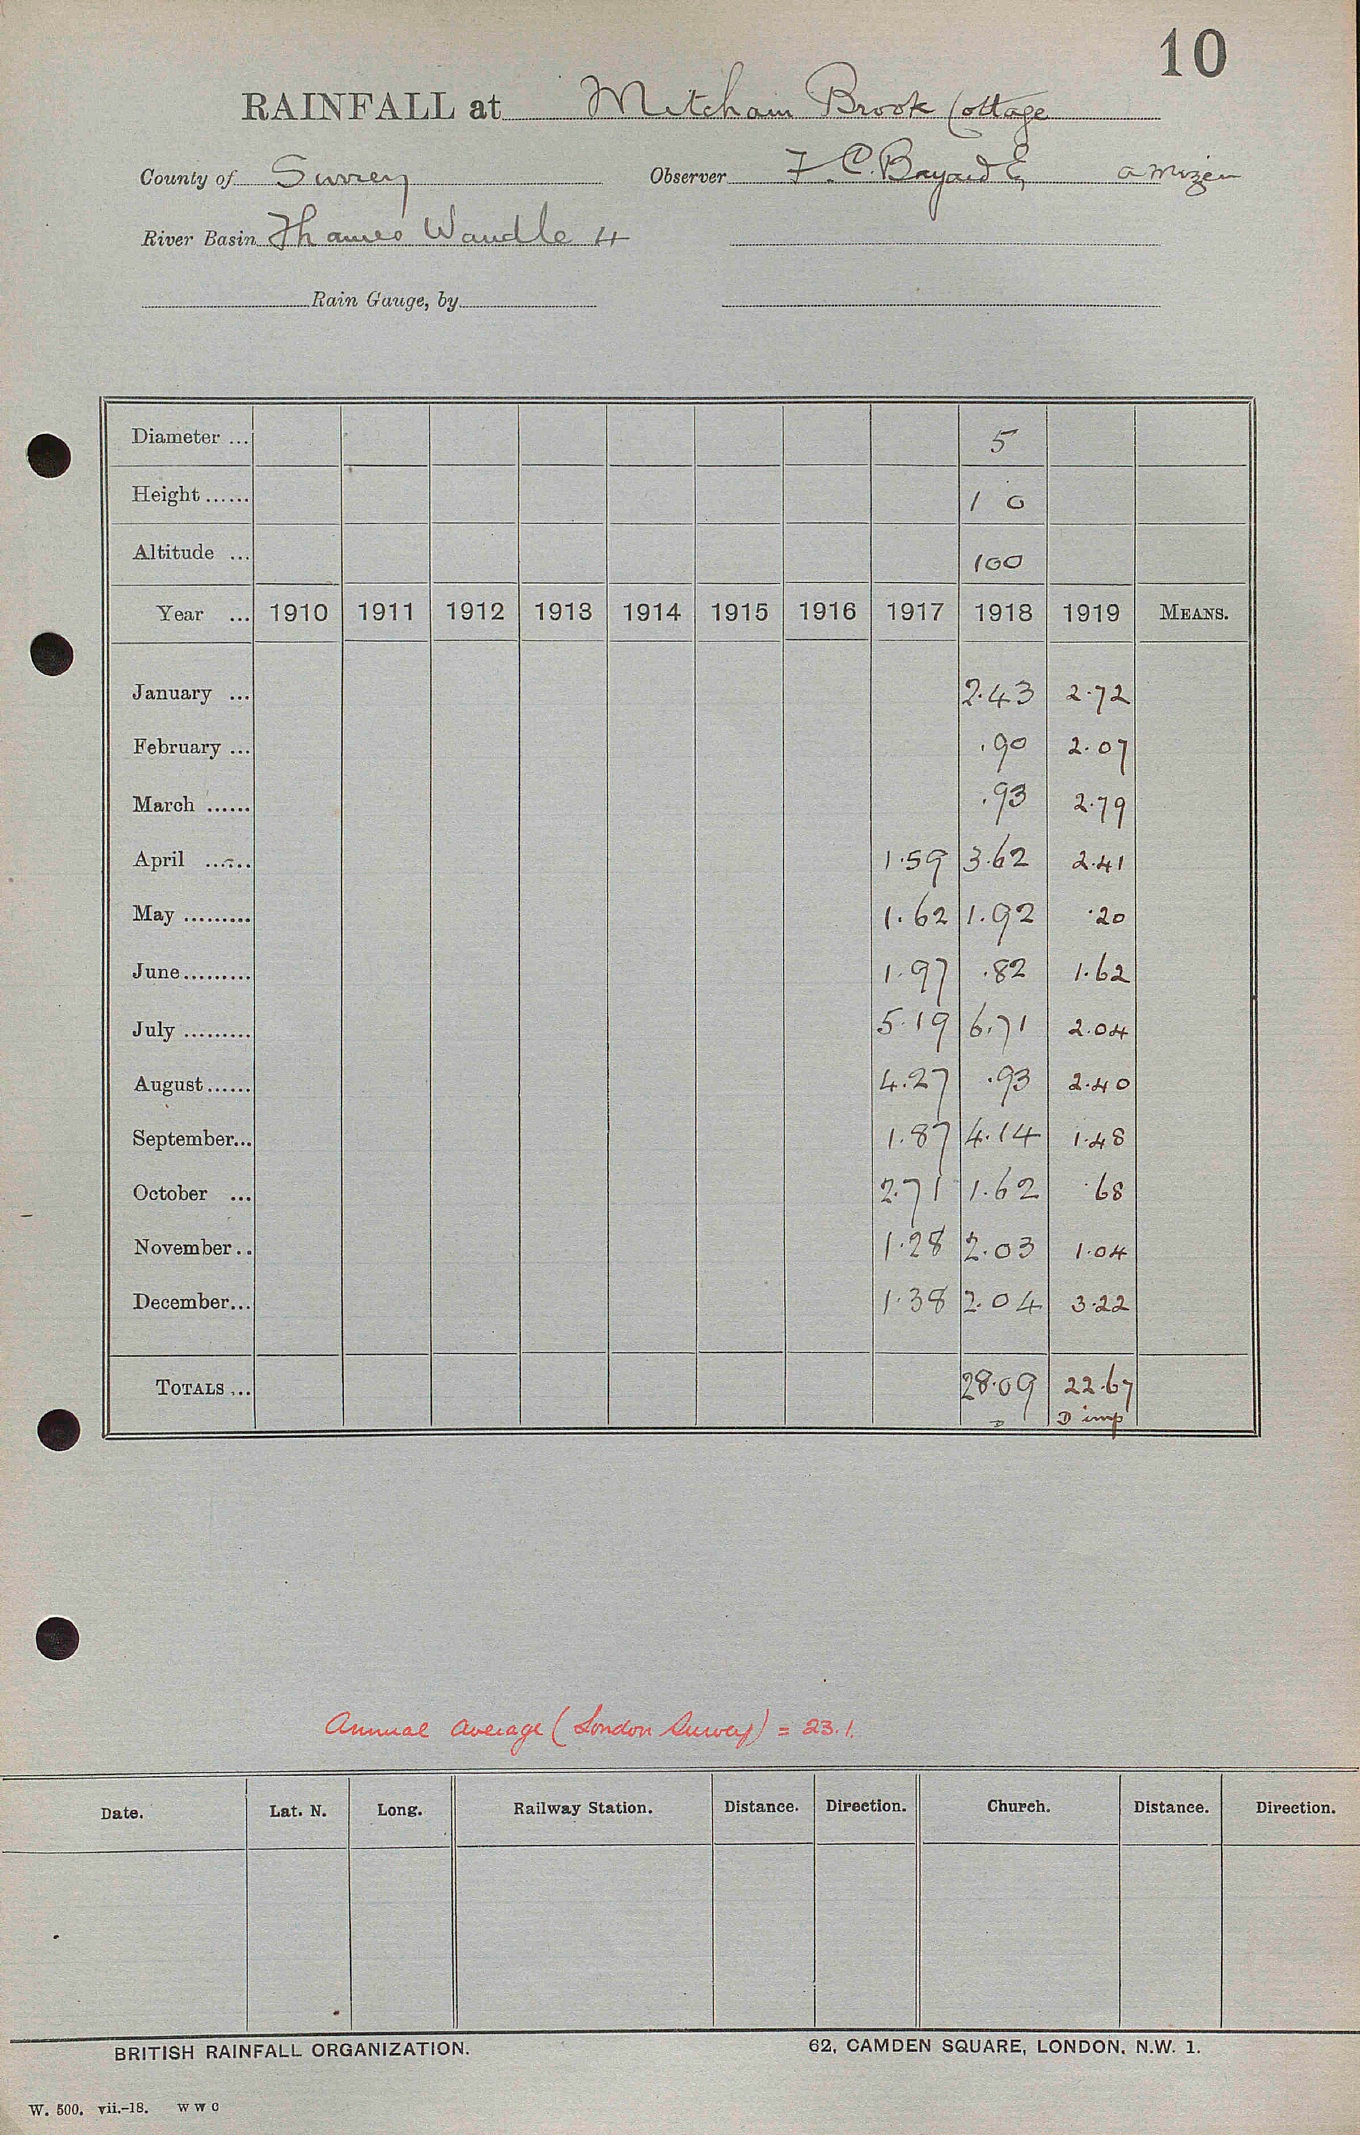 10
RAINFALL at Mitcham Brook Cottage
County of Surrey Observer F. C. Bayard Esq A Mizen
River Basin Thames Wandle 4
Rain Gauge, by
Diameter ... 5
Height ...... 1 0
Altitude ... 100
Year ... 1910 1911 1912 1913 1914 1915 1916 1917 1918 1919 MEANS.
January ... 2.43 2.72
February ... .90 2.07
March ...... .93 2.79
April ...... 1.59 3.62 2.41
May ......... 1.62 1.92 .20
June......... 1.97 .82 1.62
July ......... 5.19 6.71 2.04
August...... 4.27 .93 2.40
September... 1.87 4.14 1.48
October ... 2.71 1.62 .68
November.. 1.28 2.03 1.04
December... 1.38 2.04 3.22
TOTALS ... 28.09 22.67
D D imp
Annual Average (London Survey) = 23.1.
Date. Lat. N. Long. Railway Station. Distance. Direction. Church. Distance. Direction.
BRITISH RAINFALL ORGANIZATION. 62, CAMDEN SQUARE, LONDON, N.W. 1.
W. 500. vii.-18. W W C